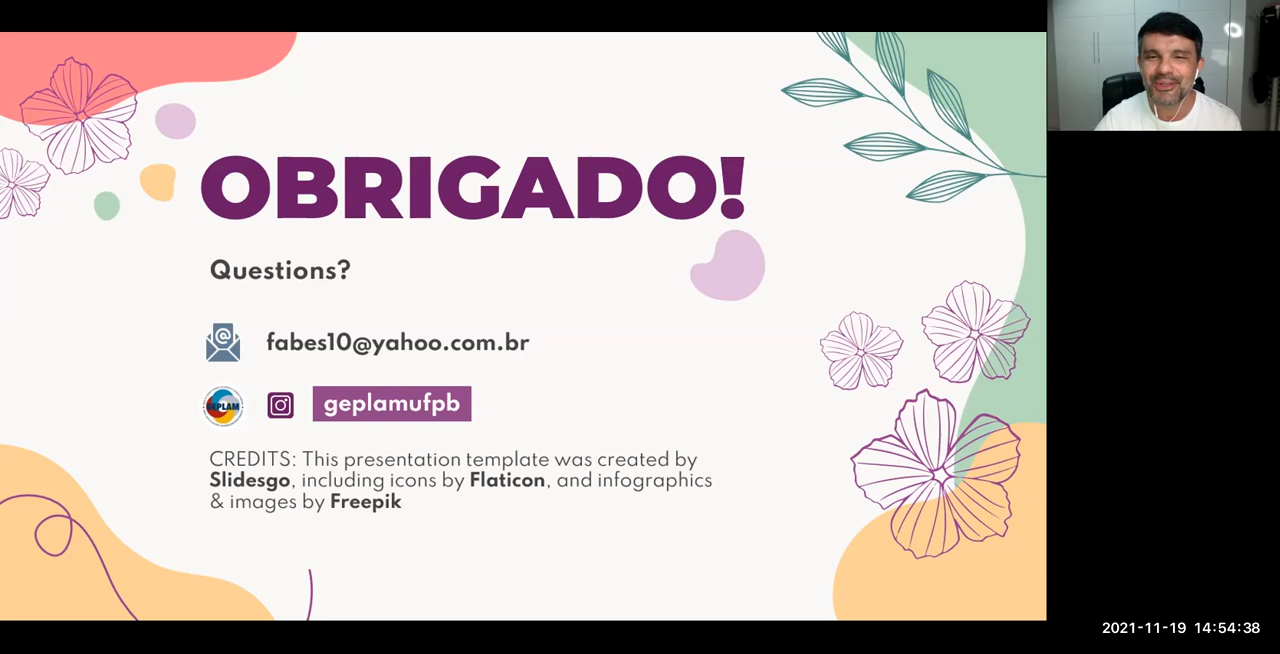 OBRIGADO!
Questions?
fabes10@yahoo.com.br
GEPLAM
geplamufpb
CREDITS: This presentation template was created by
Slidesgo, including icons by Flaticon, and infographics
& images by Freepik
2021-11-19 14:54:38